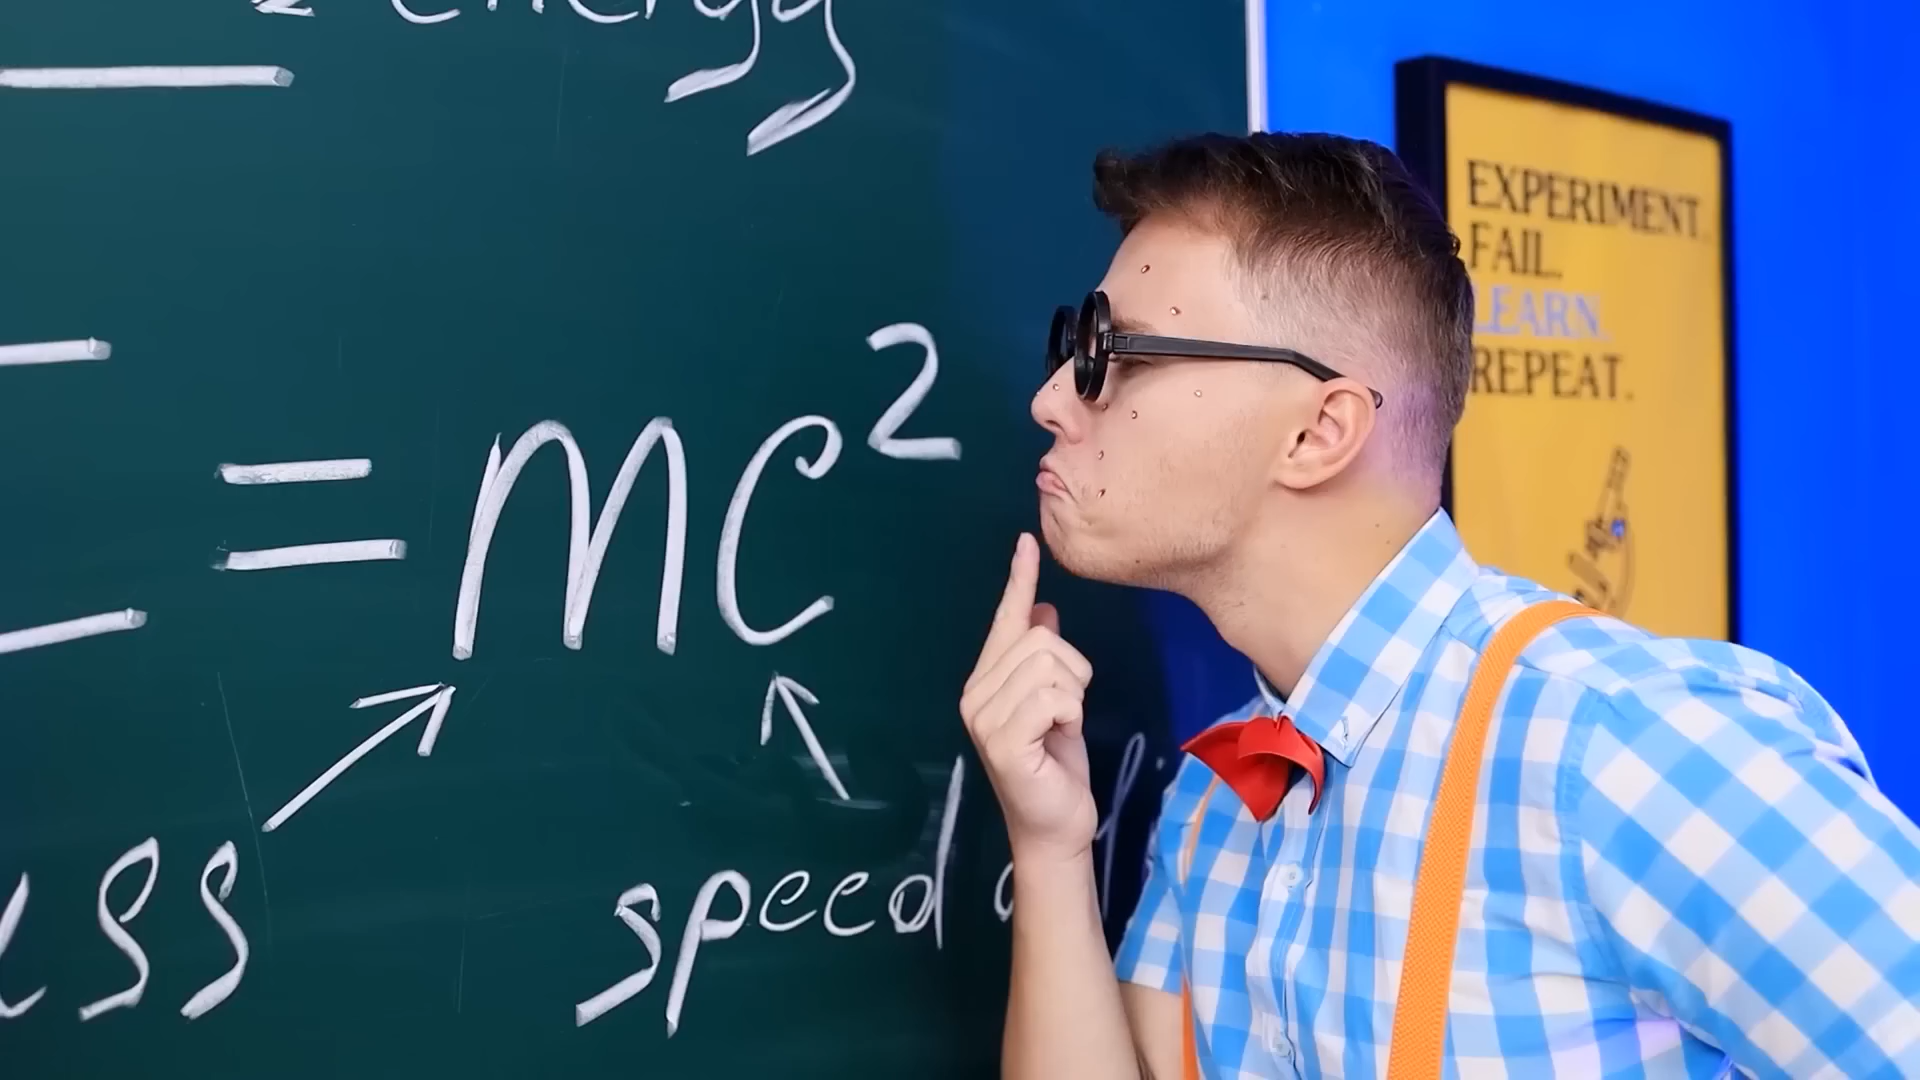 energy
= mc²
speed
EXPERIMENT.
FAIL.
LEARN.
REPEAT.